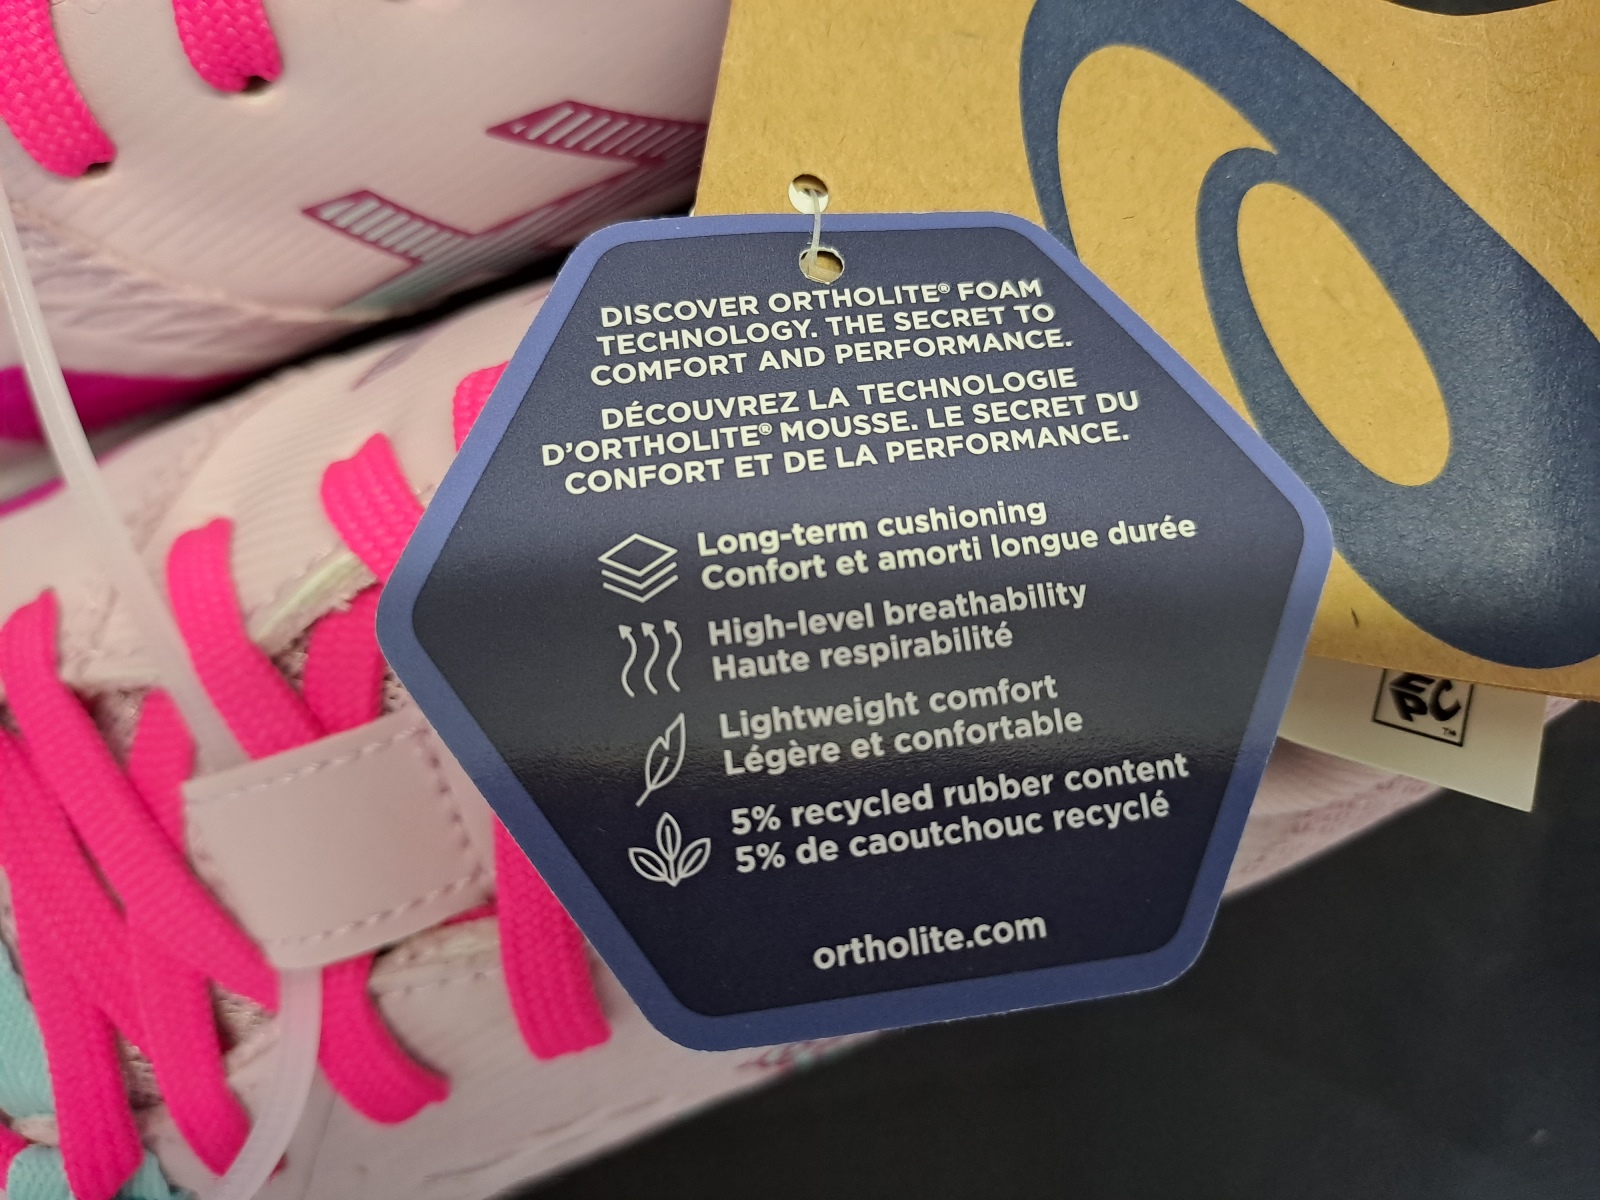 DISCOVER ORTHOLITE® FOAM
TECHNOLOGY. THE SECRET TO
COMFORT AND PERFORMANCE.
DÉCOUVREZ LA TECHNOLOGIE
D'ORTHOLITE® MOUSSE. LE SECRET DU
CONFORT ET DE LA PERFORMANCE.
Long-term cushioning
Confort et amorti longue durée
High-level breathability
Haute respirabilité
Lightweight comfort
Légère et confortable
5% recycled rubber content
5% de caoutchouc recyclé
ortholite.com